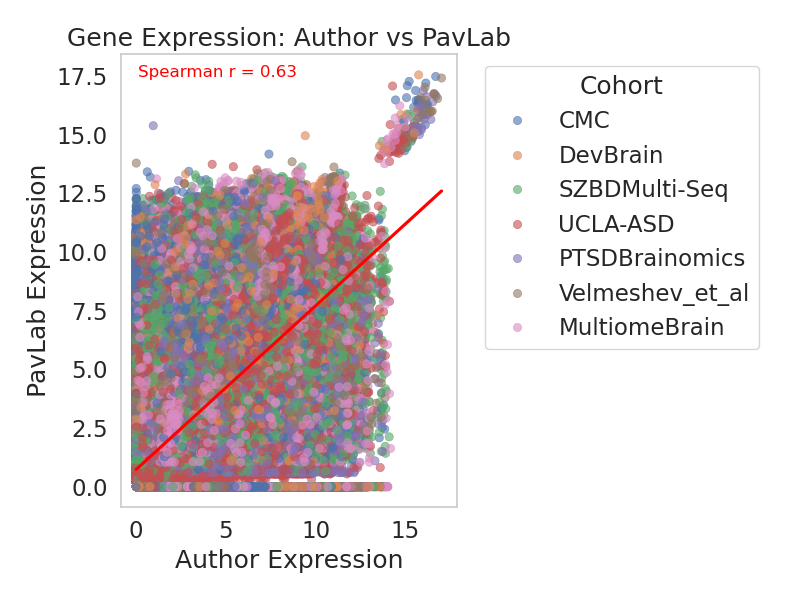 Gene Expression: Author vs PavLab
Spearman r = 0.63
17.5
15.0
12.5
10.0
7.5
5.0
2.5
0.0
PavLab Expression
0 5 10 15
Author Expression
Cohort
CMC
DevBrain
SZBDMulti-Seq
UCLA-ASD
PTSDBrainomics
Velmeshev_et_al
MultiomeBrain